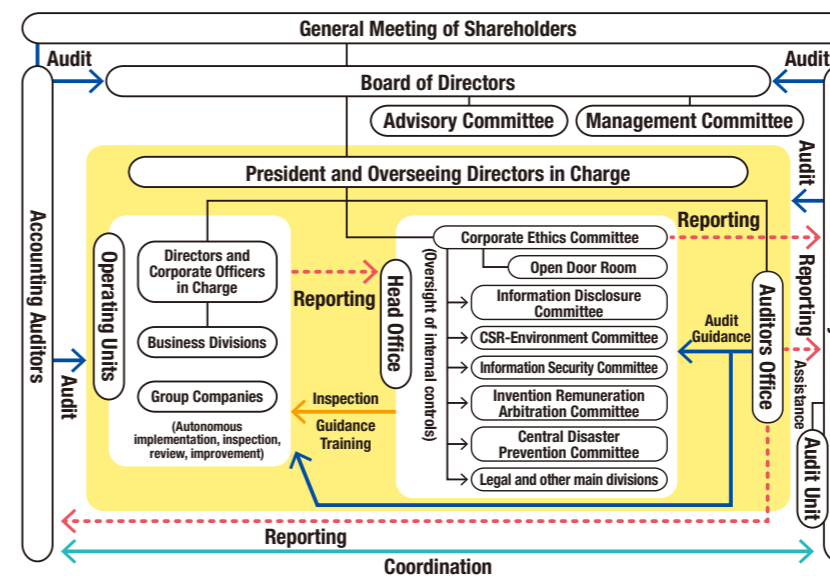 General Meeting of Shareholders
Audit
Audit
Board of Directors
Advisory Committee
Management Committee
Audit
President and Overseeing Directors in Charge
Accounting Auditors
Operating Units
Directors and
Corporate Officers
in Charge
Business Divisions
Group Companies
(Autonomous
implementation, inspection,
review, improvement)
Audit
Reporting
Head Office
Inspection
Guidance
Training
(Oversight of internal controls)
Corporate Ethics Committee
Open Door Room
Information Disclosure
Committee
CSR-Environment Committee
Information Security Committee
Invention Remuneration
Arbitration Committee
Central Disaster
Prevention Committee
Legal and other main divisions
Reporting
Audit
Guidance
Auditors Office
Reporting
Assistance
Audit Unit
Reporting
Coordination